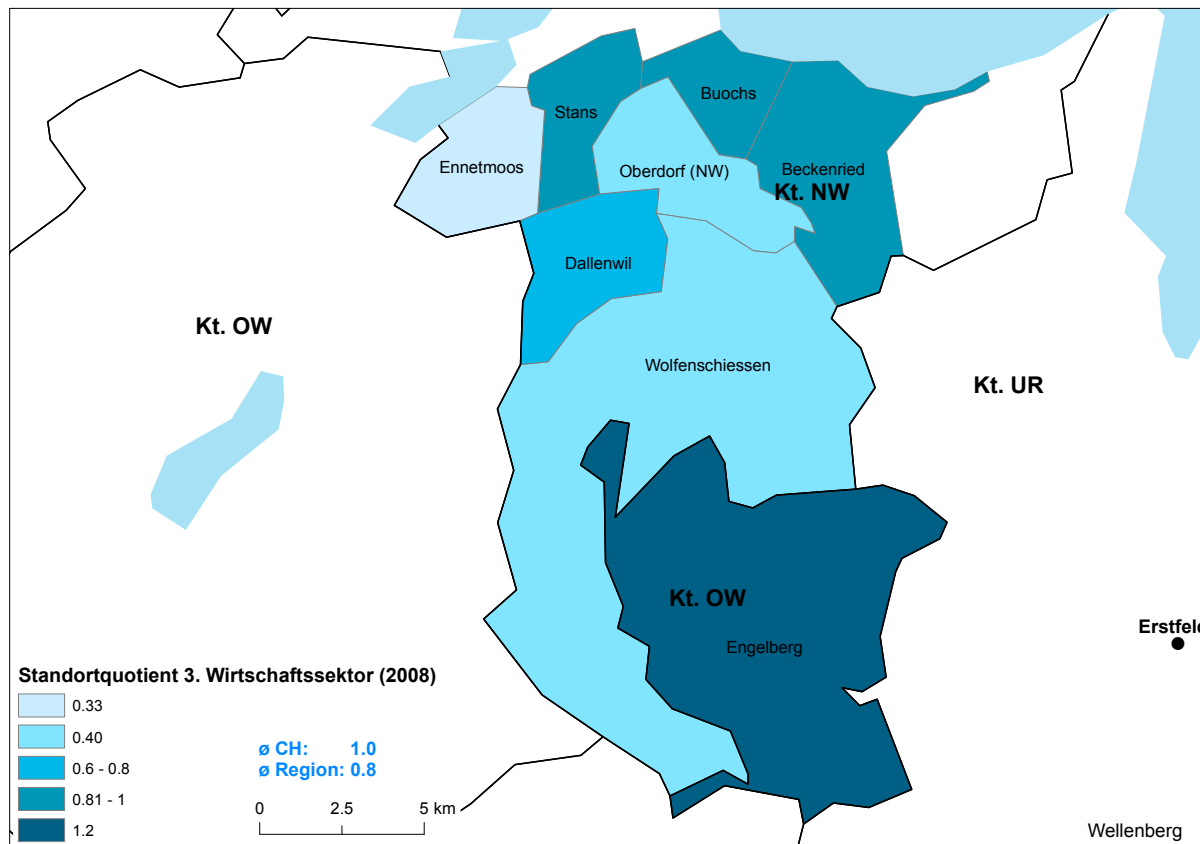 Stans
Buochs
Ennetmoos
Oberdorf (NW)
Beckenried
Kt. NW
Dallenwil
Kt. OW
Wolfenschiessen
Kt. UR
Kt. OW
Engelberg
Erstfeld
Standortquotient 3. Wirtschaftssektor (2008)
0.33
0.40
0.6 - 0.8
0.81 - 1
1.2
ø CH: 1.0
ø Region: 0.8
0 2.5 5 km
Wellenberg